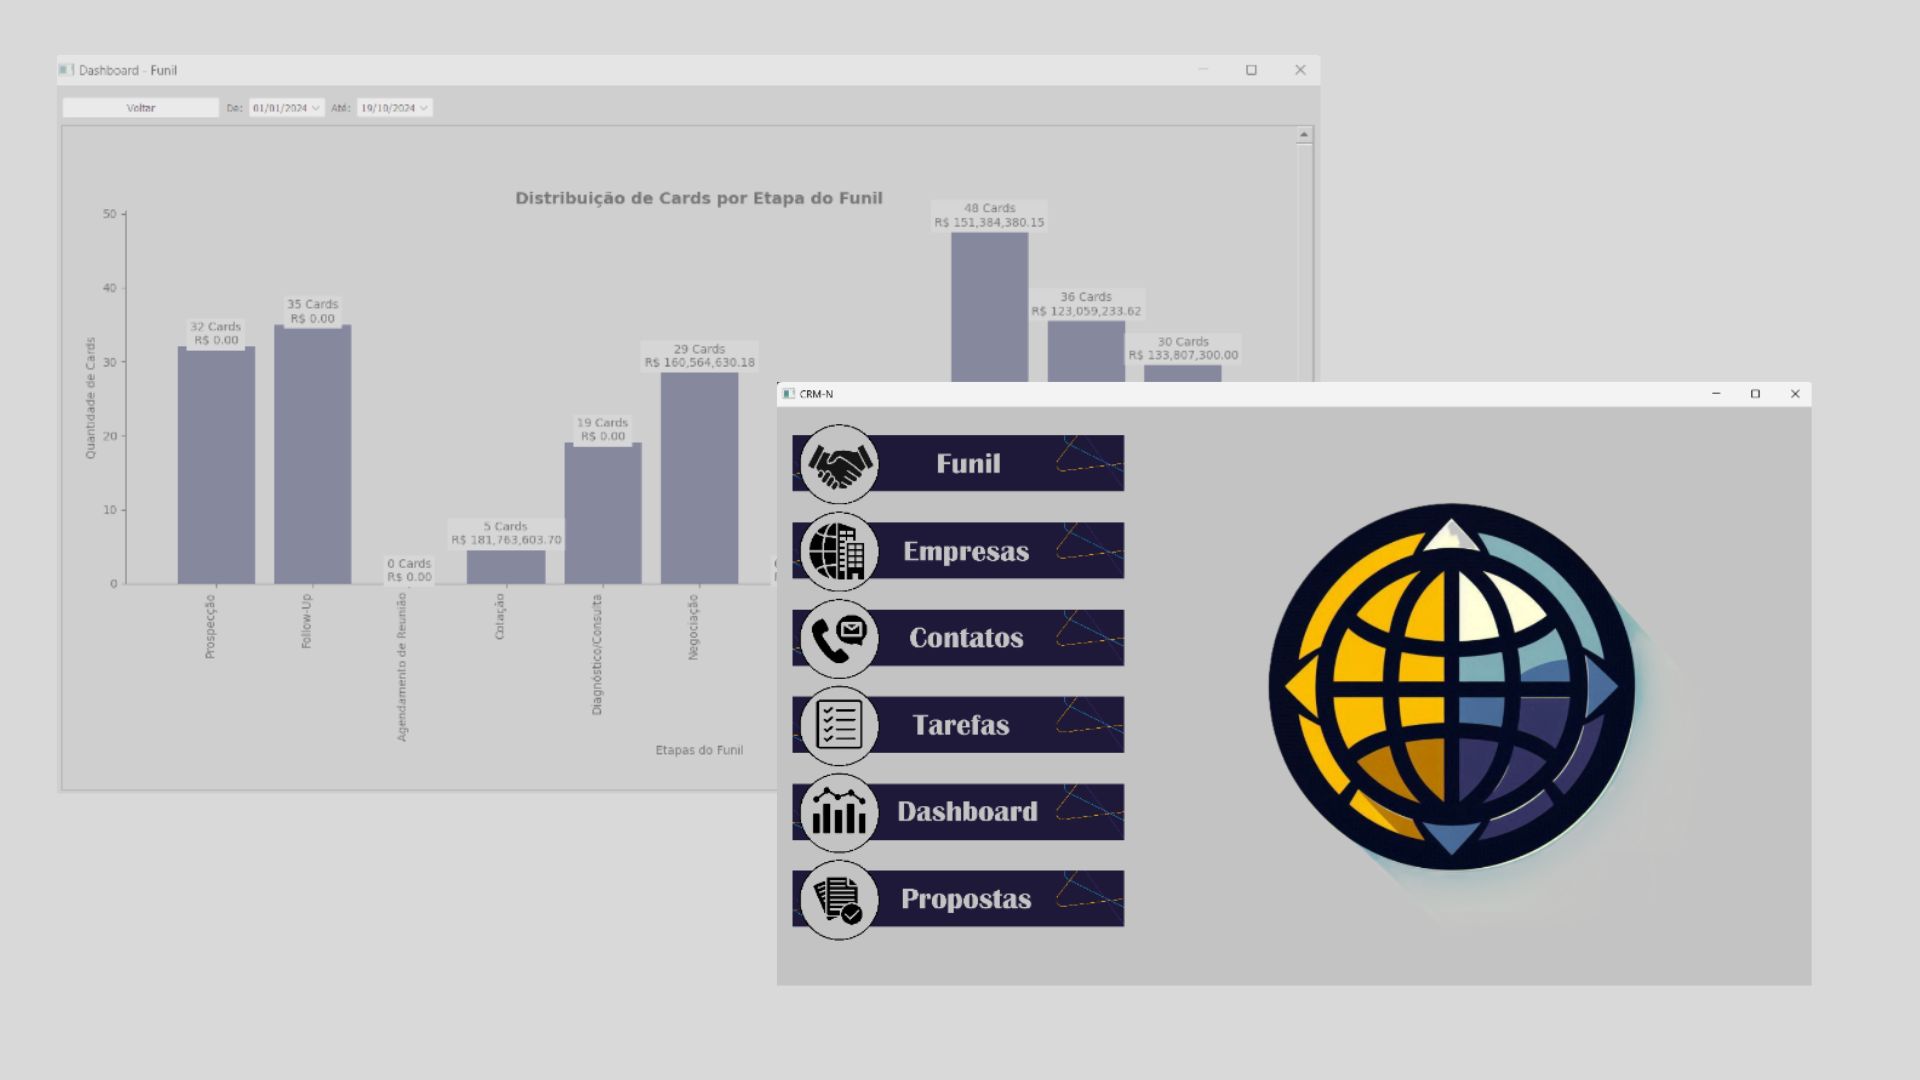 Dashboard - Funil
Voltar
De: 01/01/2024 Até: 19/10/2024
Distribuição de Cards por Etapa do Funil
Quantidade de Cards
50
40
30
20
10
0
32 Cards
R$ 0.00
35 Cards
R$ 0.00
0 Cards
R$ 0.00
5 Cards
R$ 181,763,603.70
19 Cards
R$ 0.00
29 Cards
R$ 160,564,630.18
48 Cards
R$ 151,384,380.15
36 Cards
R$ 123,059,233.62
30 Cards
R$ 133,807,300.00
Prospecção
Follow-Up
Agendamento de Reunião
Cotação
Diagnóstico/Consulta
Negociação
Etapas do Funil
CRM-N
Funil
Empresas
Contatos
Tarefas
Dashboard
Propostas